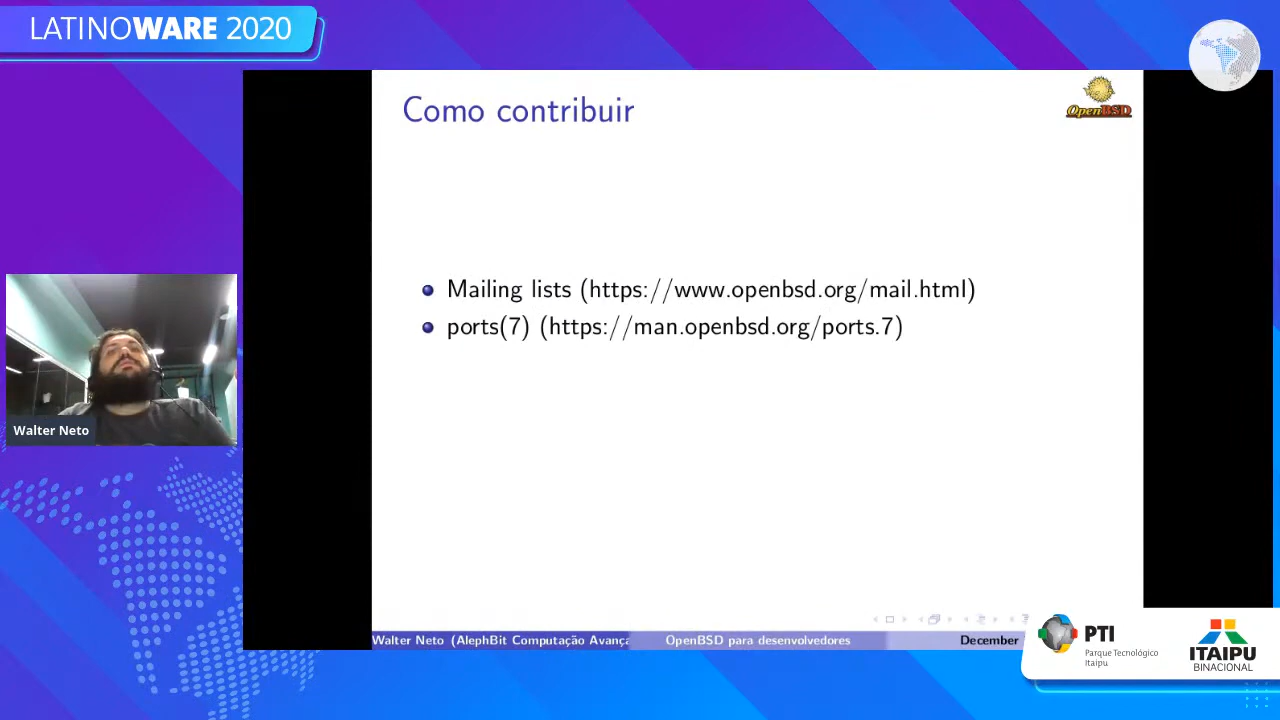 LATINOWARE 2020
Como contribuir
OpenBSD
Mailing lists (https://www.openbsd.org/mail.html)
ports(7) (https://man.openbsd.org/ports.7)
Walter Neto
Walter Neto (AlephBit Computação Avança
OpenBSD para desenvolvedores
December
PTI
Parque Tecnológico
Itaipu
ITAIPU
BINACIONAL